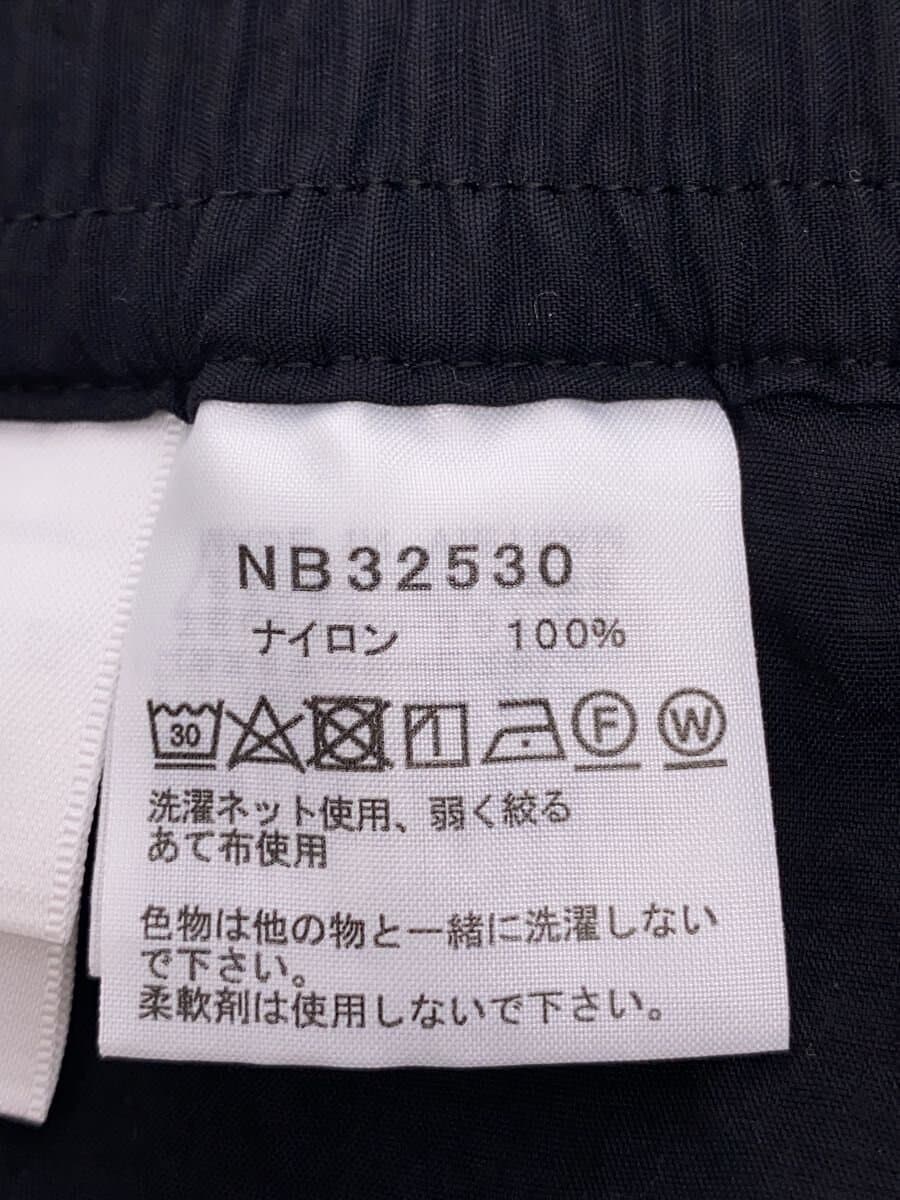 NB32530
ナイロン 100%
30 F W
洗濯ネット使用、弱く絞る
あて布使用
色物は他の物と一緒に洗濯しない
で下さい。
柔軟剤は使用しないで下さい。